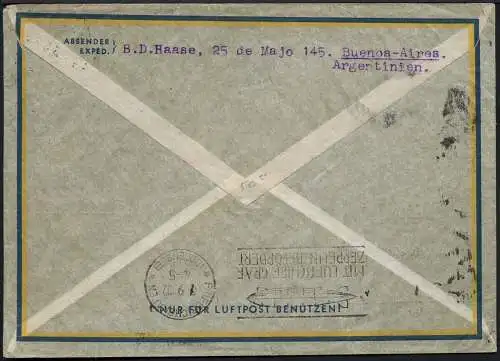 ABSENDER
EXPED.
B.D.Haase, 25 de Majo 145. Buenos-Aires.
Argentinien.
MIT LUFTSCHIFF GRAF
ZEPPELIN BEFÖRDERT
(NUR FÜR LUFTPOST BENÜTZEN)